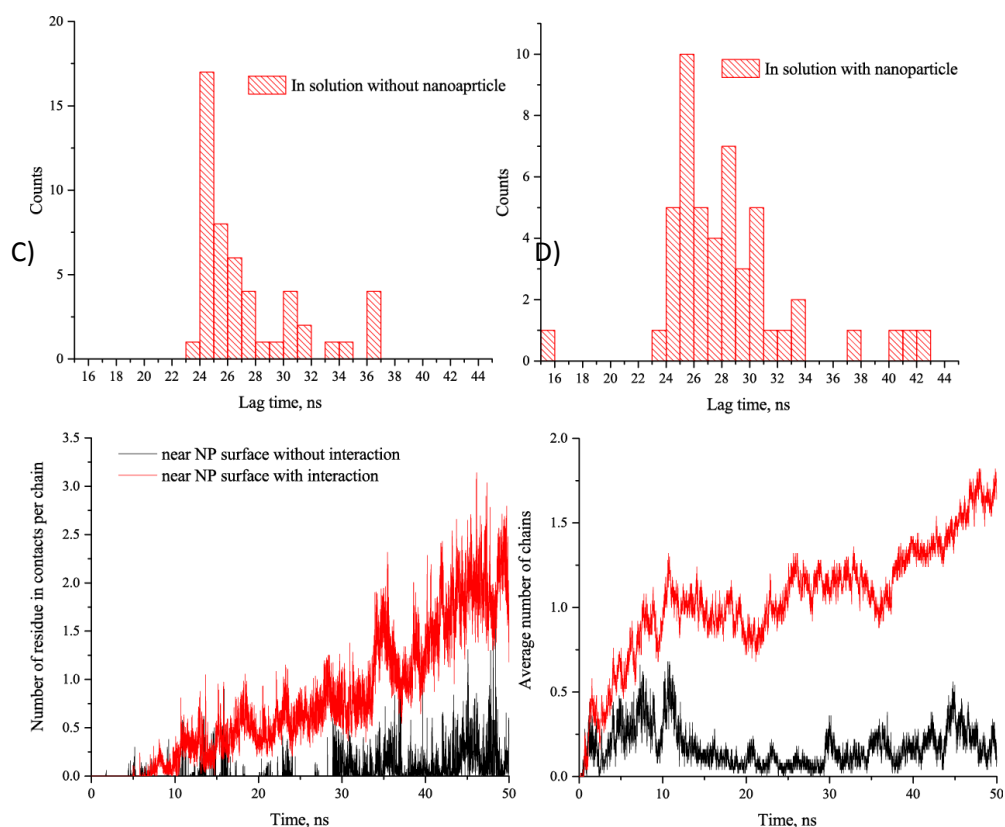 20
15
10
5
0
Counts
In solution without nanoaprticle
16 18 20 22 24 26 28 30 32 34 36 38 40 42 44
Lag time, ns
10
8
6
4
2
0
Counts
In solution with nanoparticle
16 18 20 22 24 26 28 30 32 34 36 38 40 42 44
Lag time, ns
C)
3.5
3.0
2.5
2.0
1.5
1.0
0.5
0.0
Number of residue in contacts per chain
near NP surface without interaction
near NP surface with interaction
0 10 20 30 40 50
Time, ns
D)
2.0
1.5
1.0
0.5
0.0
Average number of chains
0 10 20 30 40 50
Time, ns